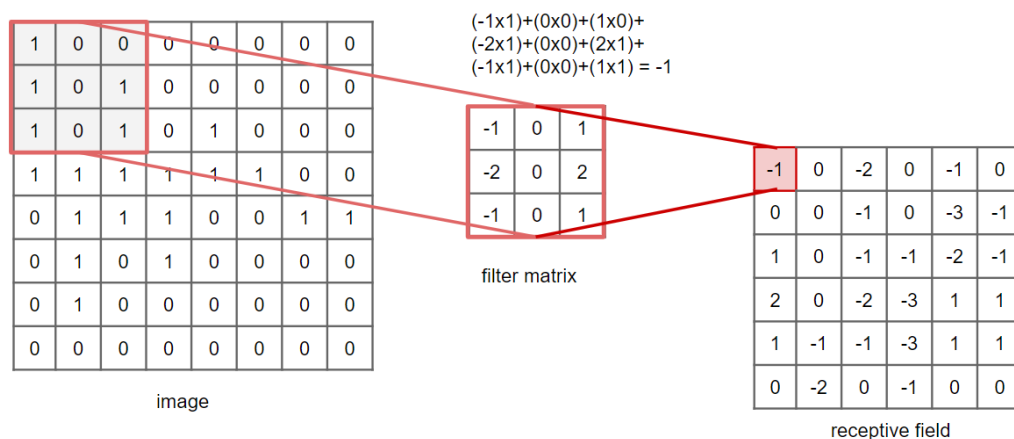 (-1x1)+(0x0)+(1x0)+
(-2x1)+(0x0)+(2x1)+
(-1x1)+(0x0)+(1x1) = -1
1 0 0 0 0 0 0 0
1 0 1 0 0 0 0 0
1 0 1 0 1 0 0 0
1 1 1 1 1 1 0 0
0 1 1 1 0 0 1 1
0 1 0 1 0 0 0 0
0 1 0 0 0 0 0 0
0 0 0 0 0 0 0 0
image
-1 0 1
-2 0 2
-1 0 1
filter matrix
-1 0 -2 0 -1 0
0 0 -1 0 -3 -1
1 0 -1 -1 -2 -1
2 0 -2 -3 1 1
1 -1 -1 -3 1 1
0 -2 0 -1 0 0
receptive field